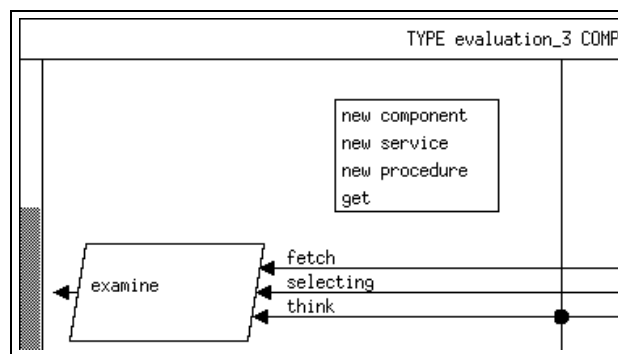 TYPE evaluation_3 COMP
new component
new service
new procedure
get
fetch
examine
selecting
think